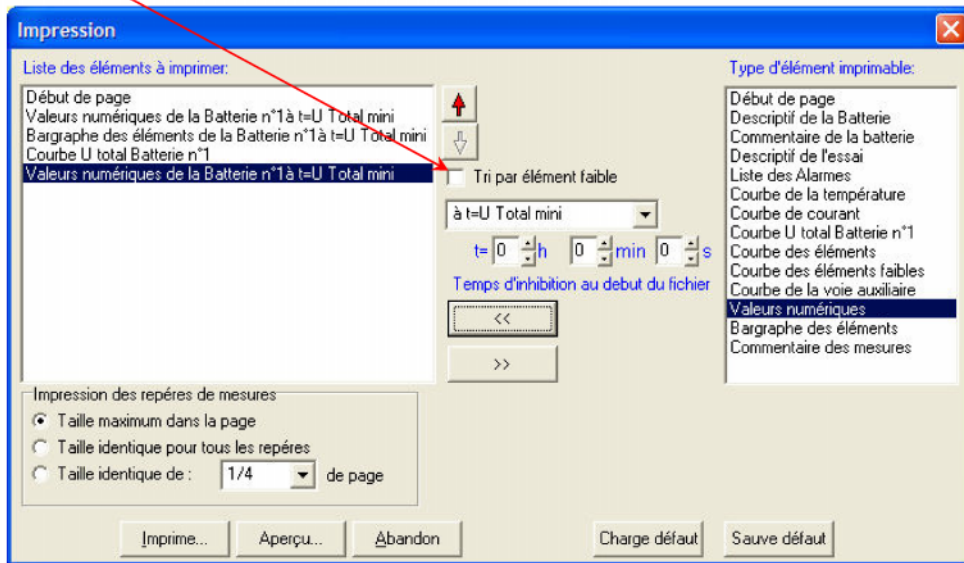 Impression
Liste des éléments à imprimer:
Début de page
Valeurs numériques de la Batterie n°1à t=U Total mini
Bargraphe des éléments de la Batterie n°1à t=U Total mini
Courbe U total Batterie n°1
Valeurs numériques de la Batterie n°1à t=U Total mini
Tri par élément faible
à t=U Total mini
t= 0 h 0 min 0 s
Temps d'inhibition au debut du fichier
<<
>>
Type d'élément imprimable:
Début de page
Descriptif de la Batterie
Commentaire de la batterie
Descriptif de l'essai
Liste des Alarmes
Courbe de la température
Courbe de courant
Courbe U total Batterie n°1
Courbe des éléments
Courbe des éléments faibles
Courbe de la voie auxiliaire
Valeurs numériques
Bargraphe des éléments
Commentaire des mesures
Impression des repéres de mesures
Taille maximum dans la page
Taille identique pour tous les repéres
Taille identique de : 1/4 de page
Imprime... Aperçu... Abandon Charge défaut Sauve défaut